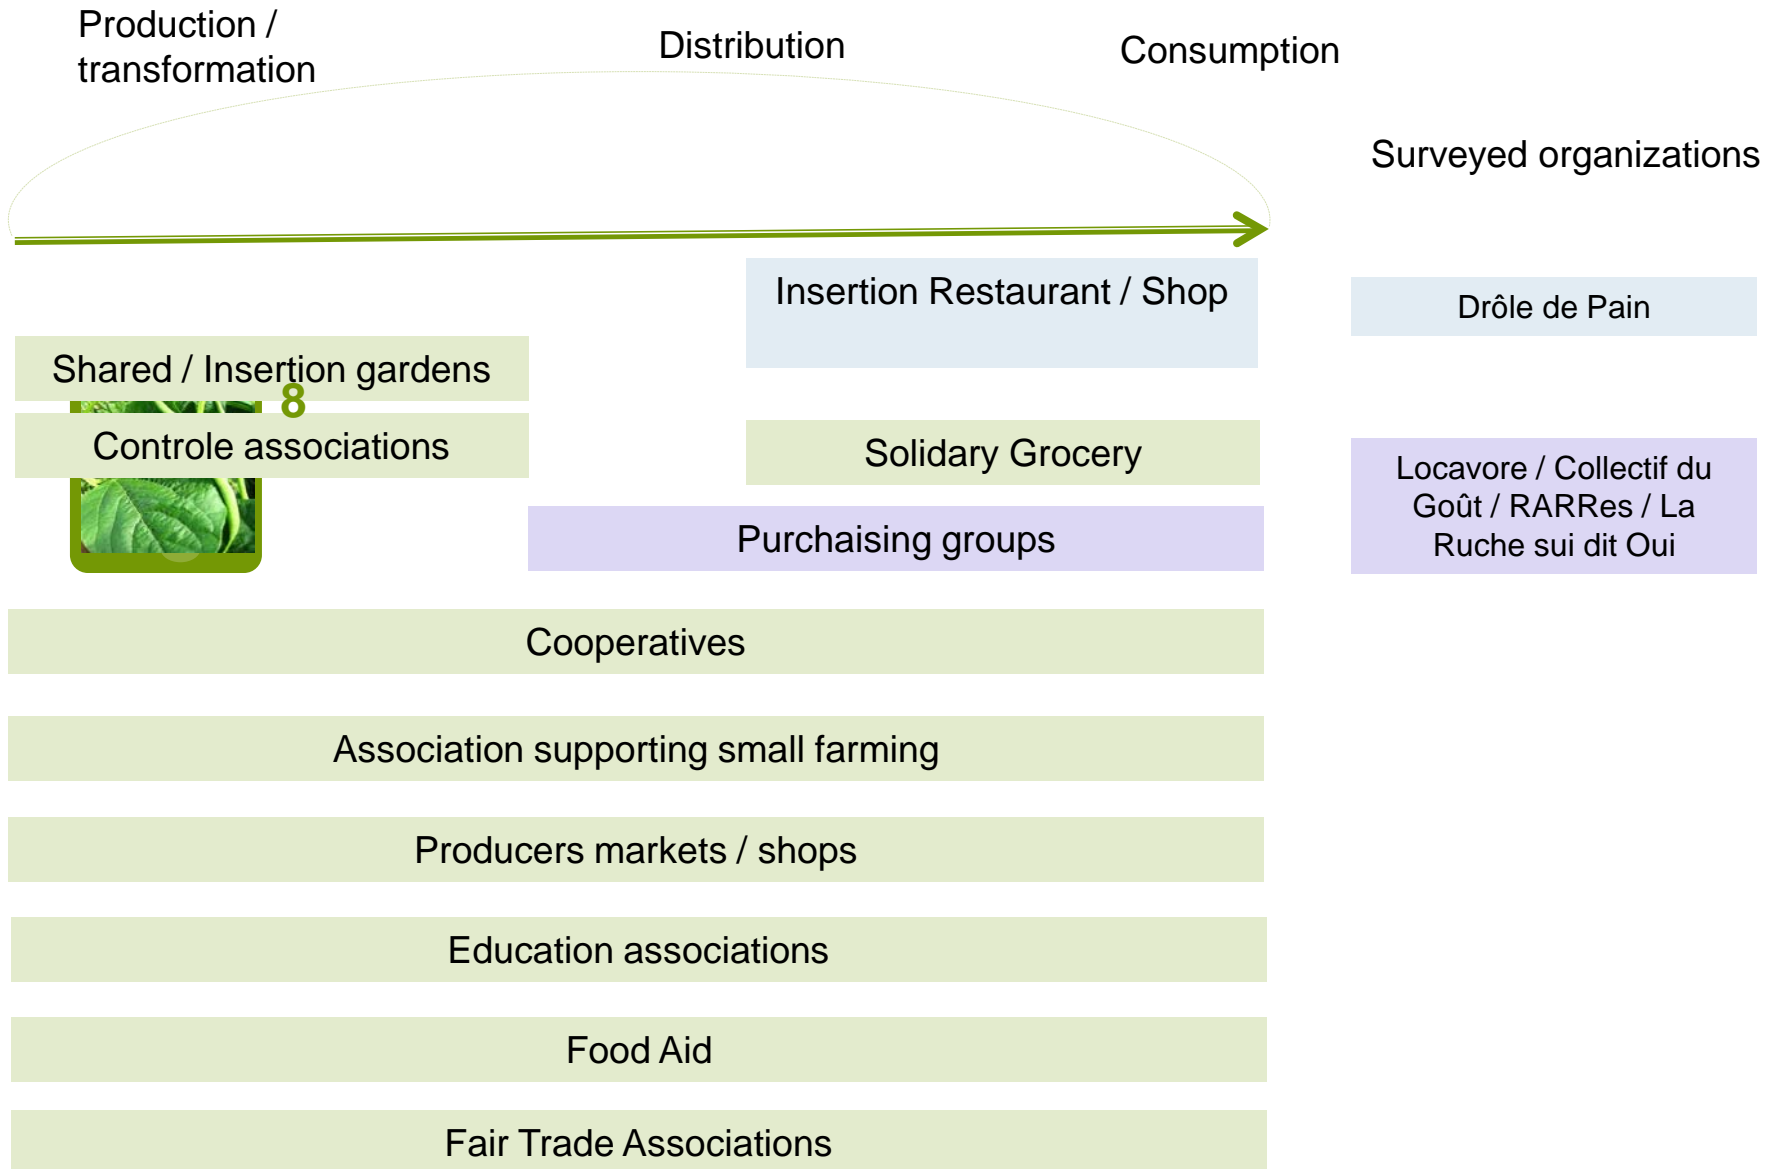 Production /
transformation
Distribution
Consumption
Surveyed organizations
Insertion Restaurant / Shop
Drôle de Pain
Shared / Insertion gardens
8
Controle associations
Solidary Grocery
Locavore / Collectif du
Goût / RARRes / La
Ruche sui dit Oui
Purchaising groups
Cooperatives
Association supporting small farming
Producers markets / shops
Education associations
Food Aid
Fair Trade Associations